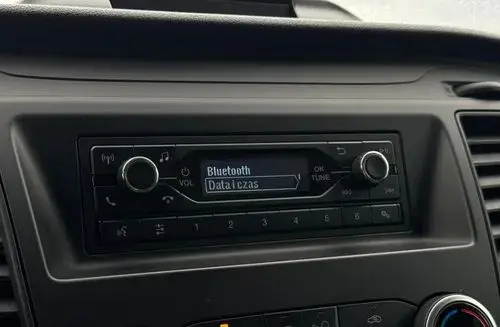 Bluetooth
Data i czas
VOL
OK
TUNE
1
2
3
4
5
6